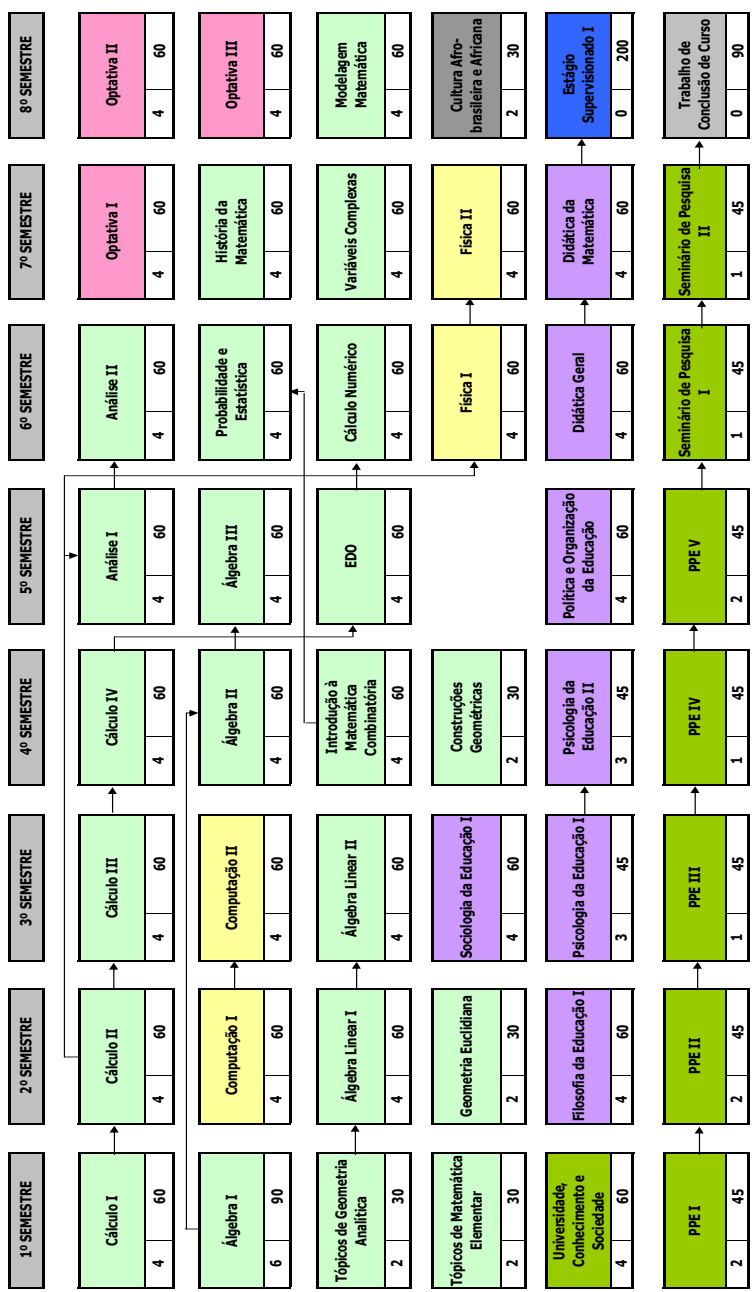 1º SEMESTRE
2º SEMESTRE
3º SEMESTRE
4º SEMESTRE
5º SEMESTRE
6º SEMESTRE
7º SEMESTRE
8º SEMESTRE
Cálculo I
4 60
Cálculo II
4 60
Cálculo III
4 60
Cálculo IV
4 60
Análise I
4 60
Análise II
4 60
Optativa I
4 60
Optativa II
4 60
Álgebra I
6 90
Computação I
4 60
Computação II
4 60
Álgebra II
4 60
Álgebra III
4 60
Probabilidade e
Estatística
4 60
História da
Matemática
4 60
Optativa III
4 60
Tópicos de Geometria
Analítica
2 30
Álgebra Linear I
4 60
Álgebra Linear II
4 60
Introdução à
Matemática
Combinatória
4 60
EDO
4 60
Cálculo Numérico
4 60
Variáveis Complexas
4 60
Modelagem
Matemática
4 60
Tópicos de Matemática
Elementar
2 30
Geometria Euclidiana
2 30
Sociologia da Educação I
4 60
Construções
Geométricas
2 30
Física I
4 60
Física II
4 60
Cultura Afro-
brasileira e Africana
2 30
Universidade,
Conhecimento e
Sociedade
4 60
Filosofia da Educação I
4 60
Psicologia da Educação I
3 45
Psicologia da
Educação II
3 45
Política e Organização
da Educação
4 60
Didática Geral
4 60
Didática da
Matemática
4 60
Estágio
Supervisionado I
0 200
PPE I
2 45
PPE II
2 45
PPE III
1 45
PPE IV
1 45
PPE V
2 45
Seminário de Pesquisa
I
1 45
Seminário de Pesquisa
II
1 45
Trabalho de
Conclusão de Curso
0 90